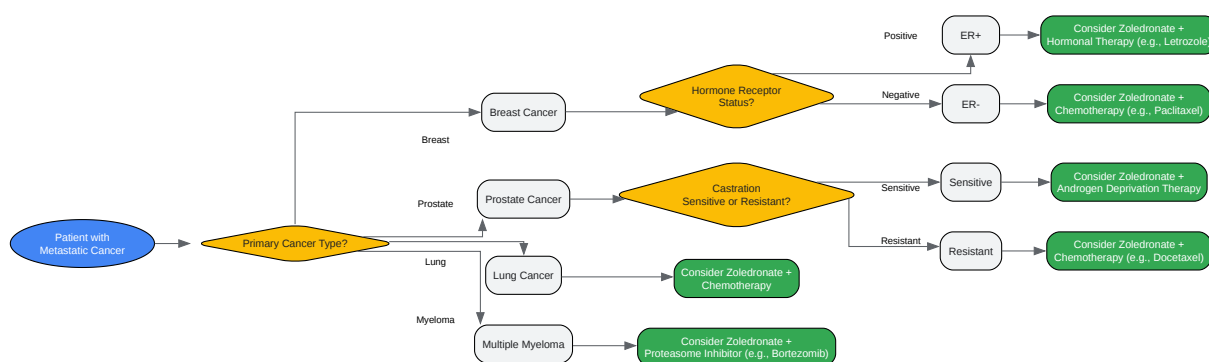 Patient with
Metastatic Cancer
Primary Cancer Type?
Breast
Breast Cancer
Hormone Receptor
Status?
Positive
ER+
Consider Zoledronate +
Hormonal Therapy (e.g., Letrozole)
Negative
ER-
Consider Zoledronate +
Chemotherapy (e.g., Paclitaxel)
Prostate
Prostate Cancer
Castration
Sensitive or Resistant?
Sensitive
Sensitive
Consider Zoledronate +
Androgen Deprivation Therapy
Resistant
Resistant
Consider Zoledronate +
Chemotherapy (e.g., Docetaxel)
Lung
Lung Cancer
Consider Zoledronate +
Chemotherapy
Myeloma
Multiple Myeloma
Consider Zoledronate +
Proteasome Inhibitor (e.g., Bortezomib)